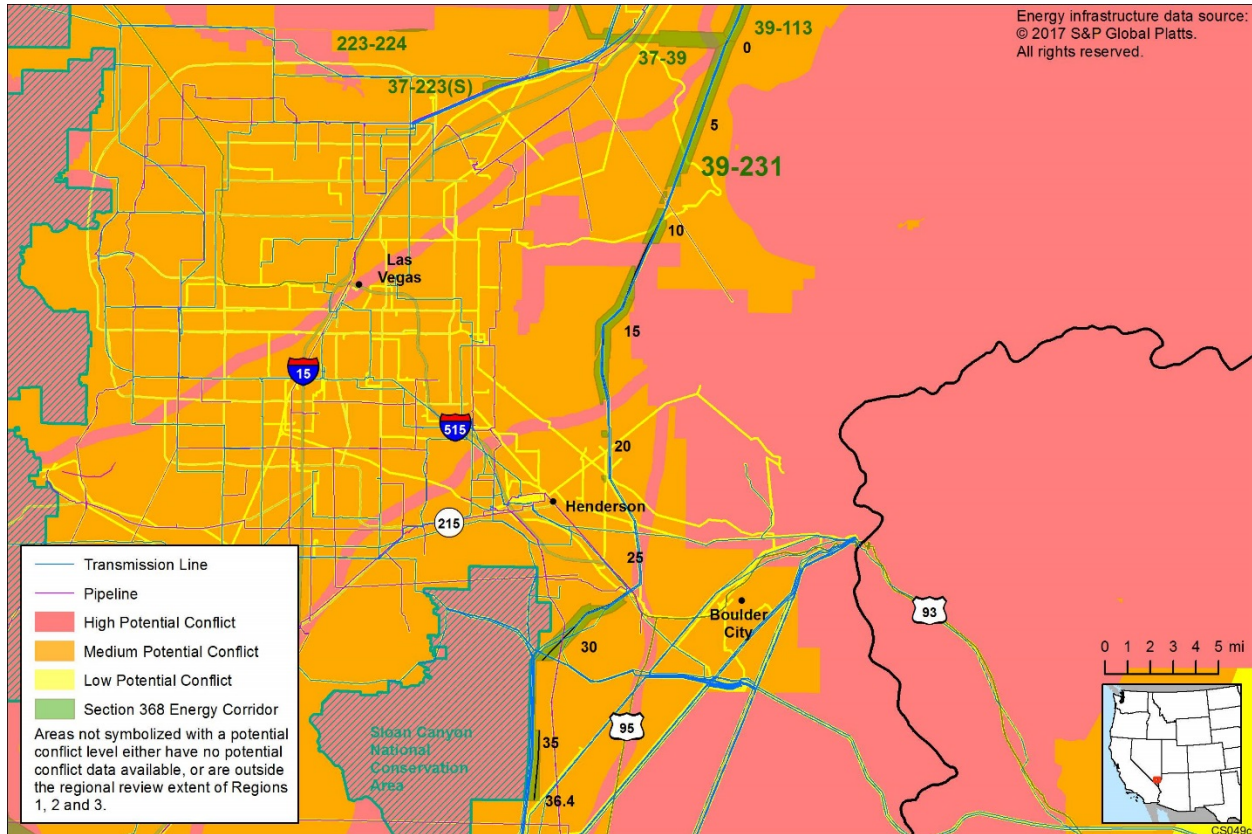 Energy infrastructure data source:
© 2017 S&P Global Platts.
All rights reserved.
39-113
0
223-224
37-39
37-223(S)
5
39-231
10
Las
Vegas
15
15
515
20
Henderson
215
25
Boulder
City
93
30
95
Sloan Canyon
National
Conservation
Area
35
36.4
0 1 2 3 4 5 mi
Transmission Line
Pipeline
High Potential Conflict
Medium Potential Conflict
Low Potential Conflict
Section 368 Energy Corridor
Areas not symbolized with a potential
conflict level either have no potential
conflict data available, or are outside
the regional review extent of Regions
1, 2 and 3.
CS049c